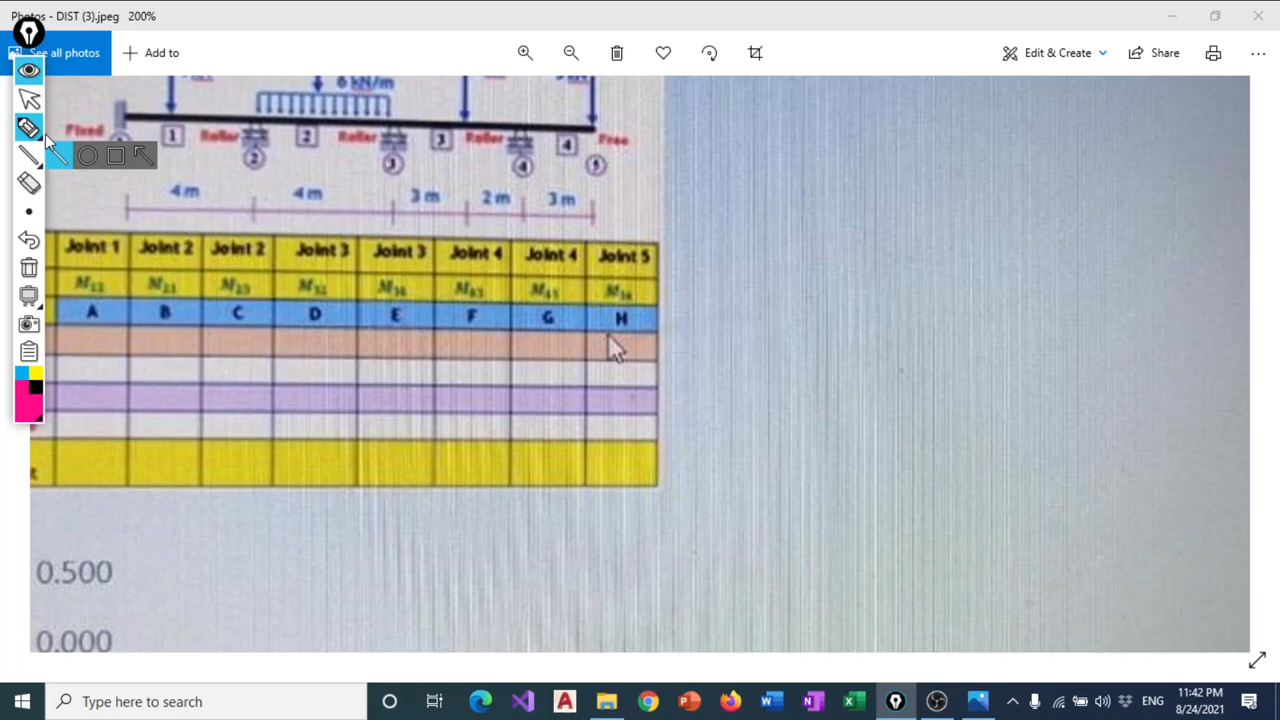 Photos - DIST (3).jpeg 200%
See all photos
Add to
Edit & Create
Share
6 kN/m
Fixed
1
Roller
2
Roller
3
Roller
4
Free
2
3
4
5
4 m
4 m
3 m
2 m
3 m
Joint 1 Joint 2 Joint 2 Joint 3 Joint 3 Joint 4 Joint 4 Joint 5
A B C D E F G H
0.500
0.000
Type here to search
ENG
11:42 PM
8/24/2021